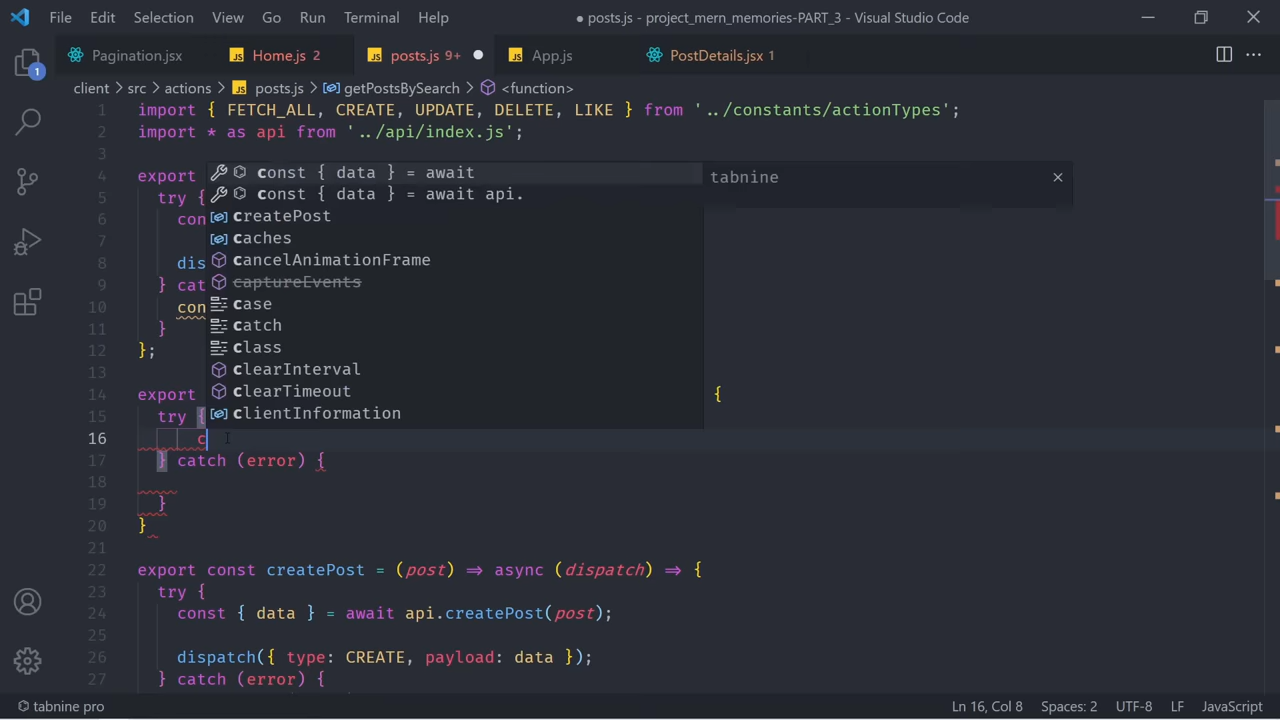 File Edit Selection View Go Run Terminal Help ● posts.js - project_mern_memories-PART_3 - Visual Studio Code
1 Pagination.jsx JS Home.js 2 JS posts.js 9+ JS App.js PostDetails.jsx 1
client > src > actions > JS posts.js > getPostsBySearch > <function>
1 import { FETCH_ALL, CREATE, UPDATE, DELETE, LIKE } from '../constants/actionTypes';
2 import * as api from '../api/index.js';
3
4 export
5 try {
6 con
7
8 dis
9 } cat
10 con
11 }
12 };
13
14 export {
15 try {
16 c
17 } catch (error) {
18
19 }
20 }
21
22 export const createPost = (post) => async (dispatch) => {
23 try {
24 const { data } = await api.createPost(post);
25
26 dispatch({ type: CREATE, payload: data });
27 } catch (error) {
const { data } = await
const { data } = await api.
createPost
caches
cancelAnimationFrame
captureEvents
case
catch
class
clearInterval
clearTimeout
clientInformation
tabnine
tabnine pro Ln 16, Col 8 Spaces: 2 UTF-8 LF JavaScript